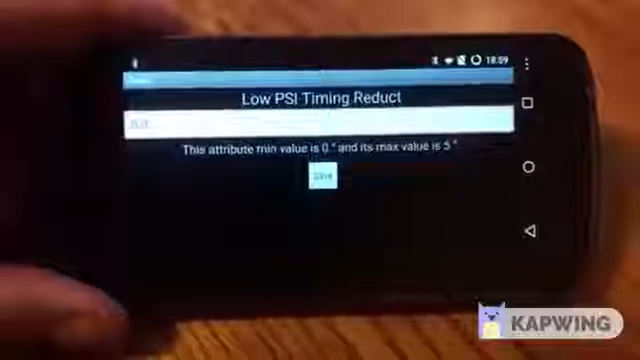 18:09
Low PSI Timing Reduct
This attribute min value is 0 ° and its max value is 5 °
Save
KAPWING